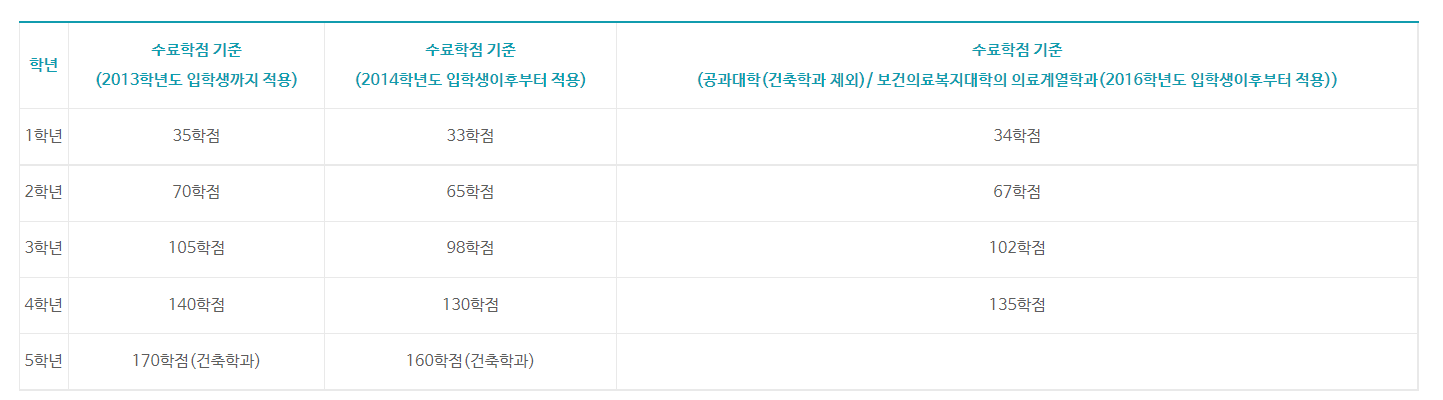 학년
수료학점 기준
(2013학년도 입학생까지 적용)
수료학점 기준
(2014학년도 입학생이후부터 적용)
수료학점 기준
(공과대학(건축학과 제외)/ 보건의료복지대학의 의료계열학과(2016학년도 입학생이후부터 적용))
1학년 35학점 33학점 34학점
2학년 70학점 65학점 67학점
3학년 105학점 98학점 102학점
4학년 140학점 130학점 135학점
5학년 170학점(건축학과) 160학점(건축학과)